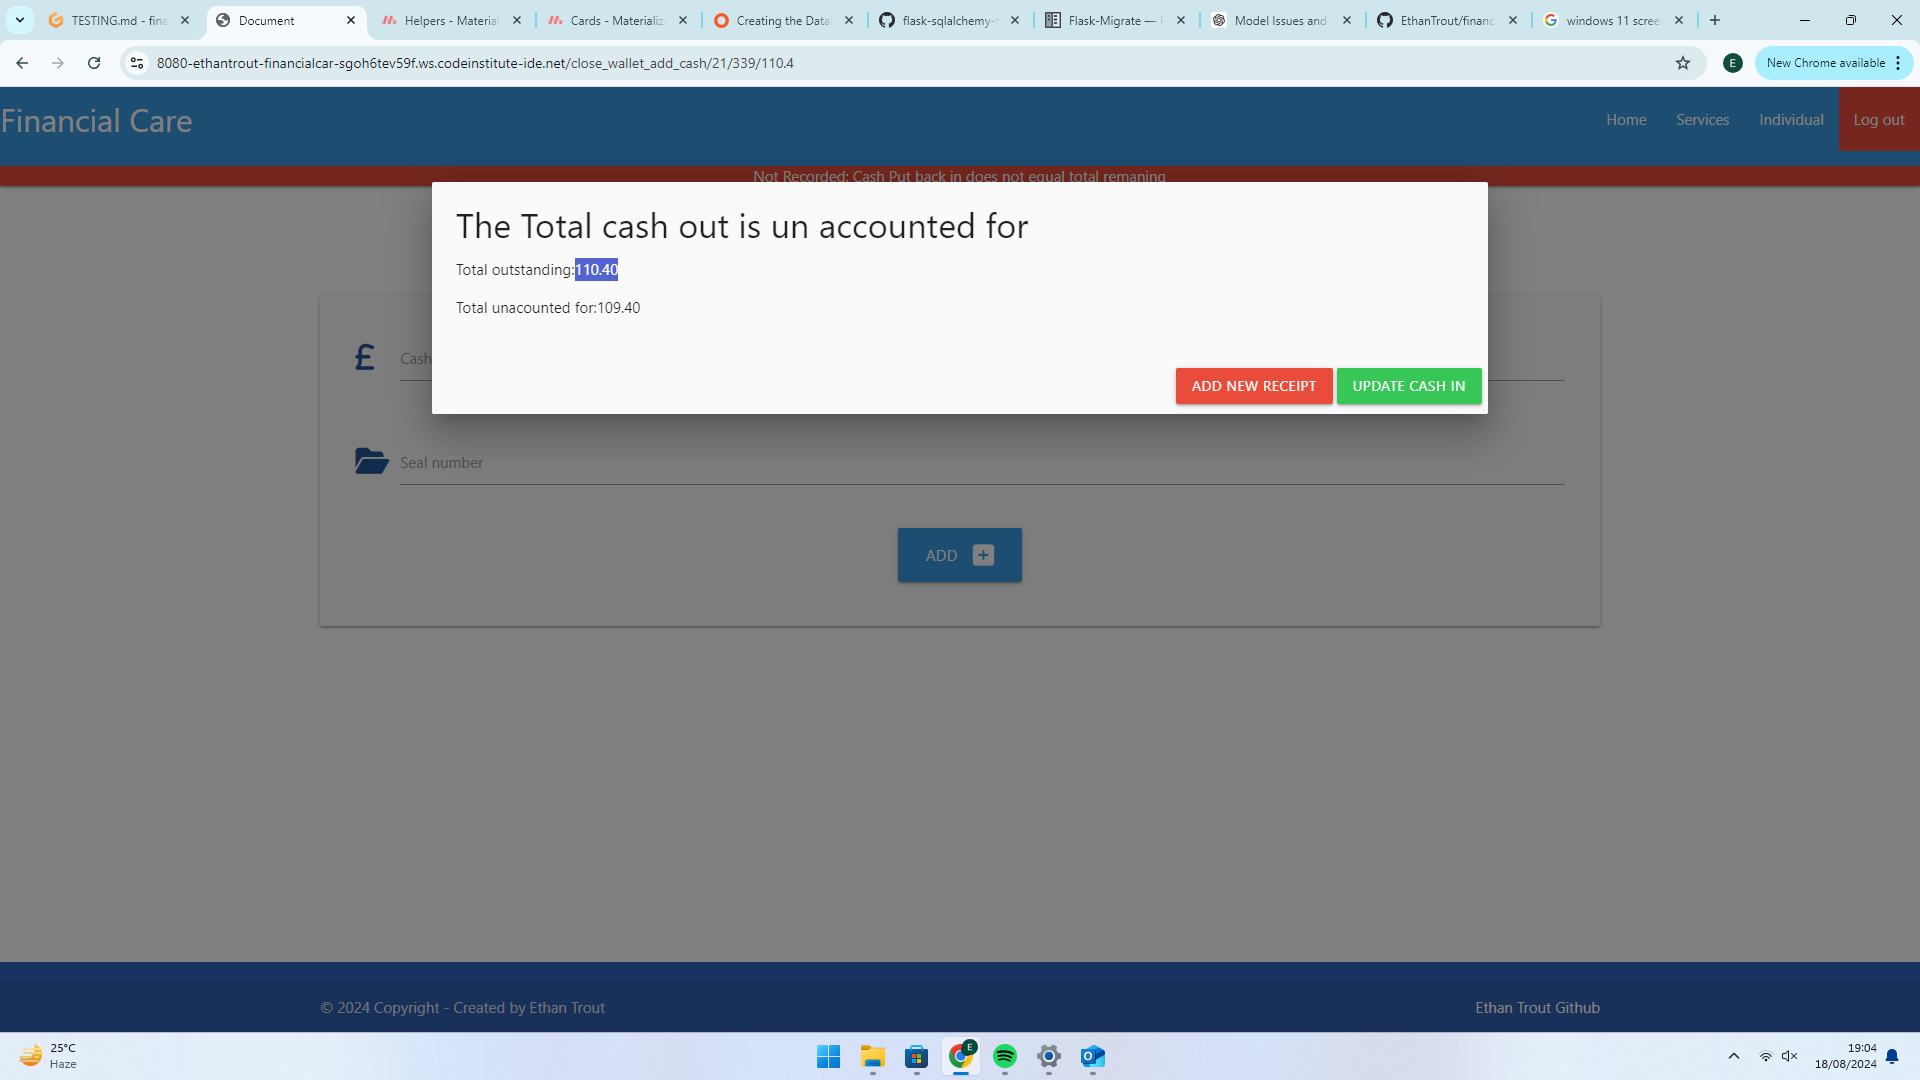 TESTING.md - fina
Document
Helpers - Material
Cards - Materializ
Creating the Data
flask-sqlalchemy-
Flask-Migrate —
Model Issues and
EthanTrout/financ
windows 11 scree
8080-ethantrout-financialcar-sgoh6tev59f.ws.codeinstitute-ide.net/close_wallet_add_cash/21/339/110.4
E
New Chrome available
Financial Care
Home
Services
Individual
Log out
Not Recorded: Cash Put back in does not equal total remaning
The Total cash out is un accounted for
Total outstanding:110.40
Total unacounted for:109.40
ADD NEW RECEIPT
UPDATE CASH IN
£
Cash
Seal number
ADD
© 2024 Copyright - Created by Ethan Trout
Ethan Trout Github
25°C
Haze
E
19:04
18/08/2024